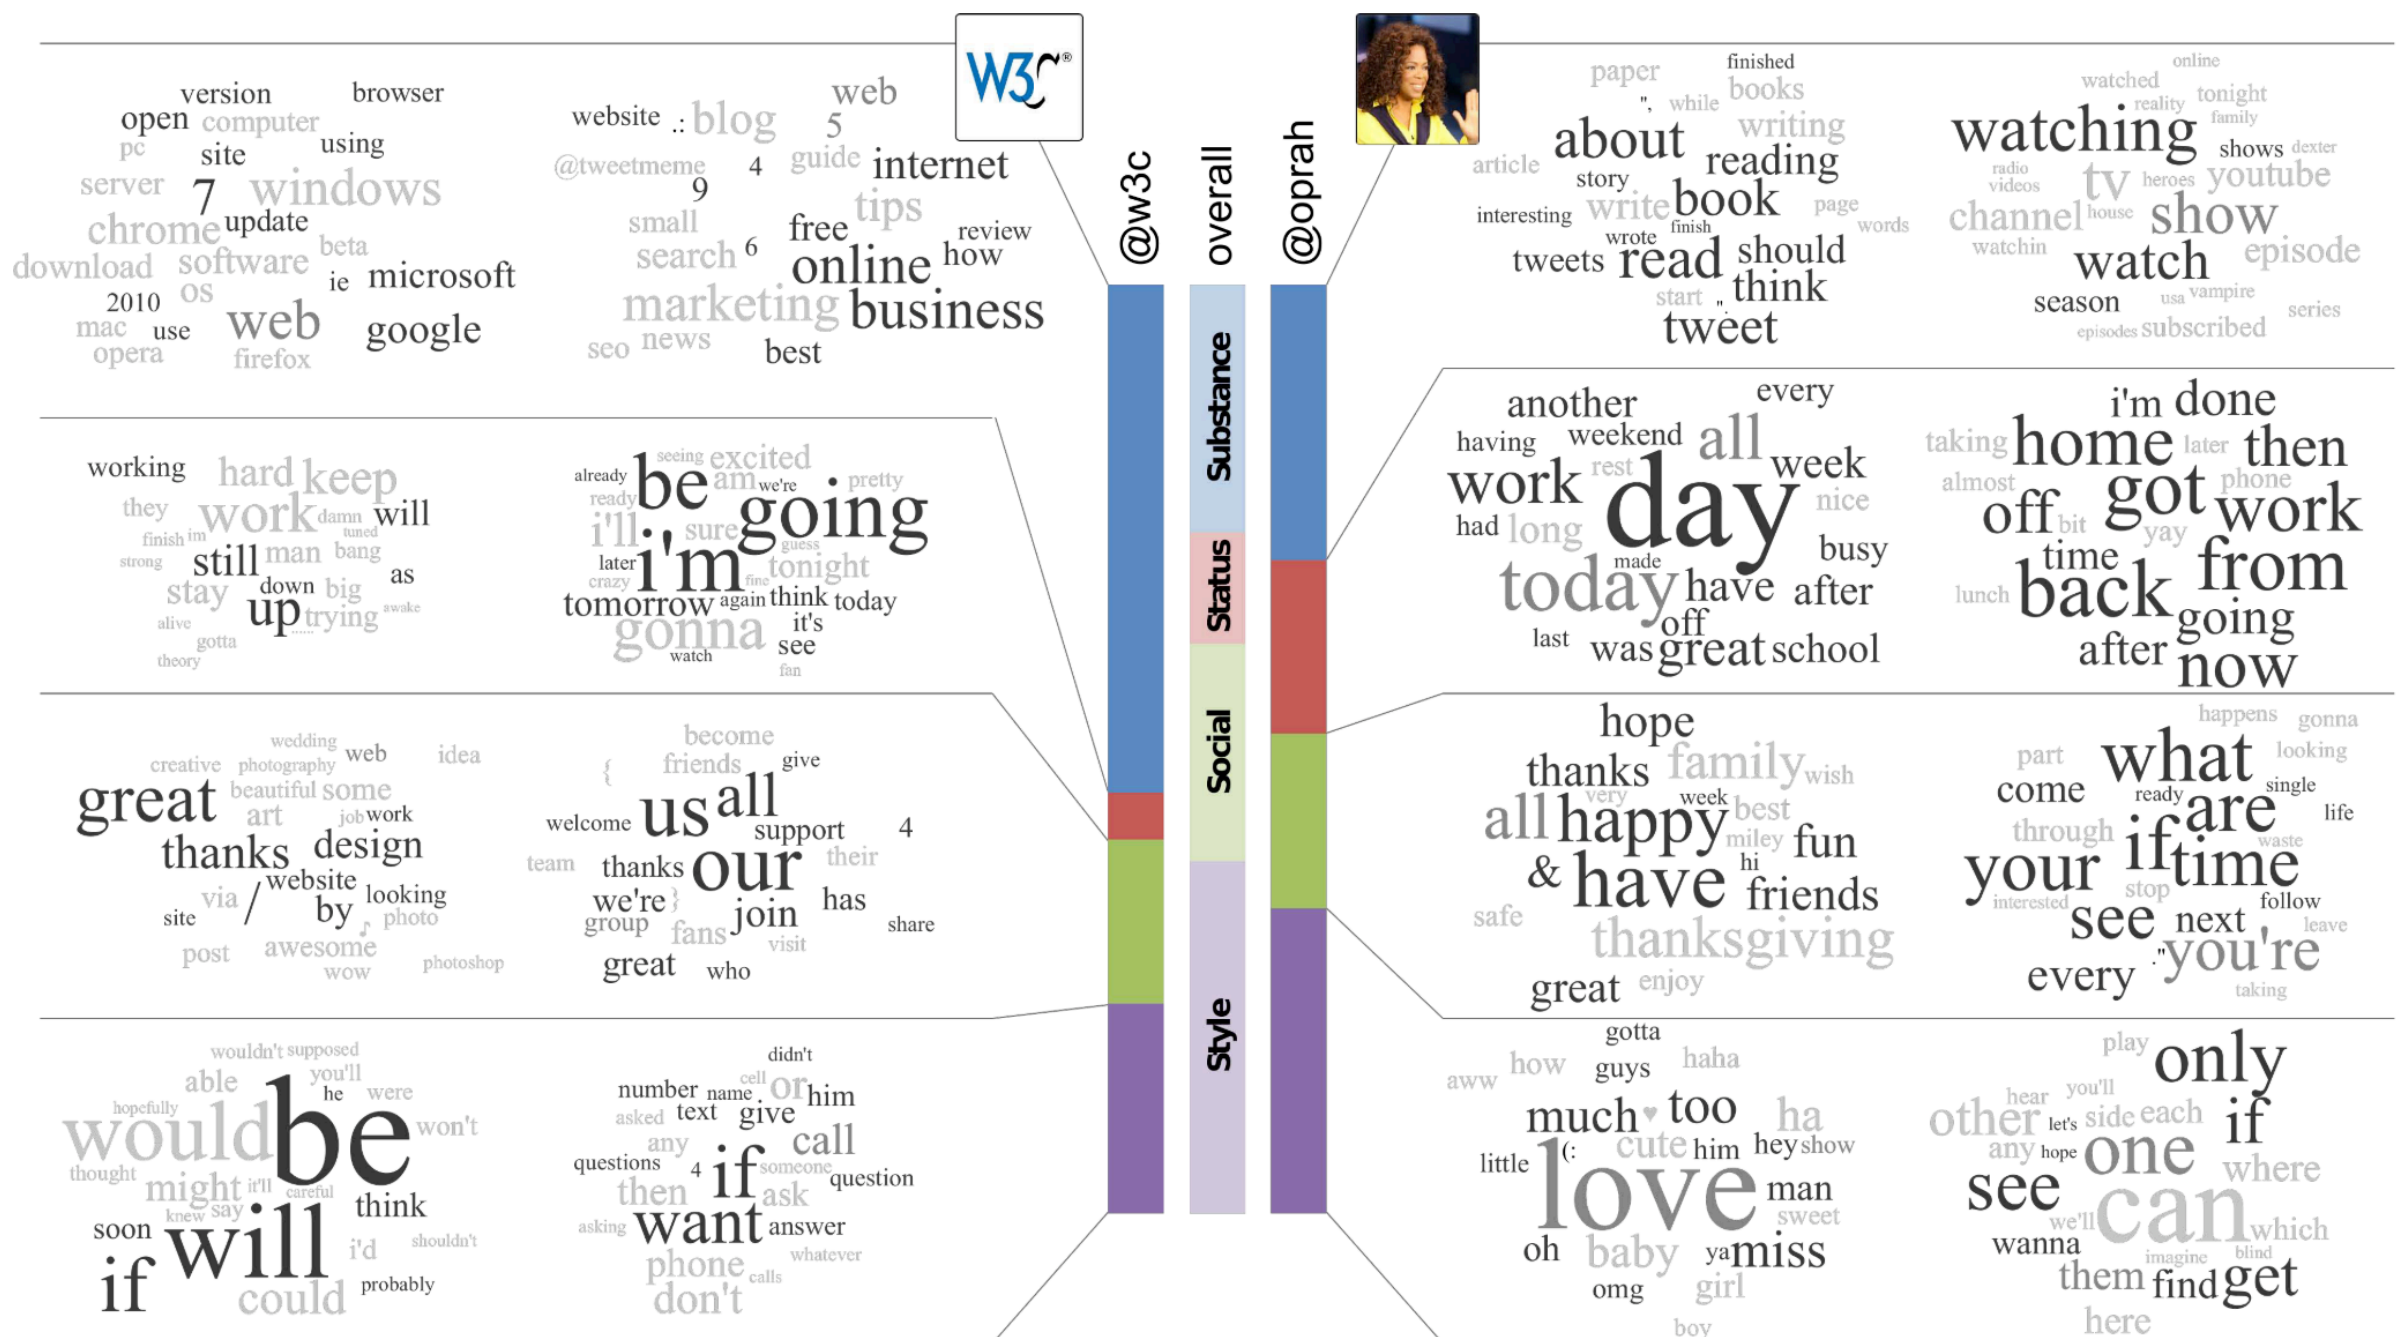 W3C®
@w3c
overall
@oprah
Substance
Status
Social
Style
version browser
open computer
pc site using
server 7 windows
chrome update
download software beta
2010 os ie microsoft
mac use web google
opera firefox
web
website .: blog 5
@tweetmeme 4 guide internet
9 tips
small free review
search 6 online how
marketing business
seo news best
working hard keep
they work damn will
finish im tuned
strong still man bang
stay down big as
up trying awake
alive ......
gotta
theory
seeing excited
already be am we're pretty
ready going
i'll sure guess
later i'm tonight
crazy fine
tomorrow again think today
gonna it's
watch see
fan
wedding web idea
creative photography
great beautiful some
art job work
thanks design
website looking
via / by photo
site ♪
post awesome
wow photoshop
become
{ friends give
us all
welcome support 4
team thanks our their
we're } has
group join share
fans visit
great who
wouldn't supposed
able you'll
he were
hopefully be
would won't
thought might it'll careful
knew say think
soon will
if i'd shouldn't
could probably
didn't
number name cell or him
asked text give
any call
questions 4 if someone question
then ask
asking want answer
phone calls whatever
don't
paper finished
", while books
about writing
article reading
story
interesting write book page
wrote finish words
tweets read should
start " think
tweet
online
watched tonight
reality family
watching shows dexter
radio tv heroes youtube
videos
channel house show
watchin watch episode
season usa vampire
episodes subscribed series
another every
having weekend all
work rest day week
nice
had long busy
today made have after
off
last was great school
i'm done
taking home later then
almost got phone
off bit work
yay
time from
lunch back
going
after now
hope
thanks family wish
very week best
all happy miley fun
& have hi friends
safe
thanksgiving
great enjoy
happens gonna
part what looking
come ready are single
through if life
your time waste
stop
interested follow
see next leave
." you're
every taking
gotta
how guys haha
aww
much ♥ too ha
cute him hey show
little (: love man
sweet
oh baby ya miss
omg girl
boy
play only
hear you'll
other let's side each if
any hope one where
see can
we'll which
wanna imagine blind
them find get
here